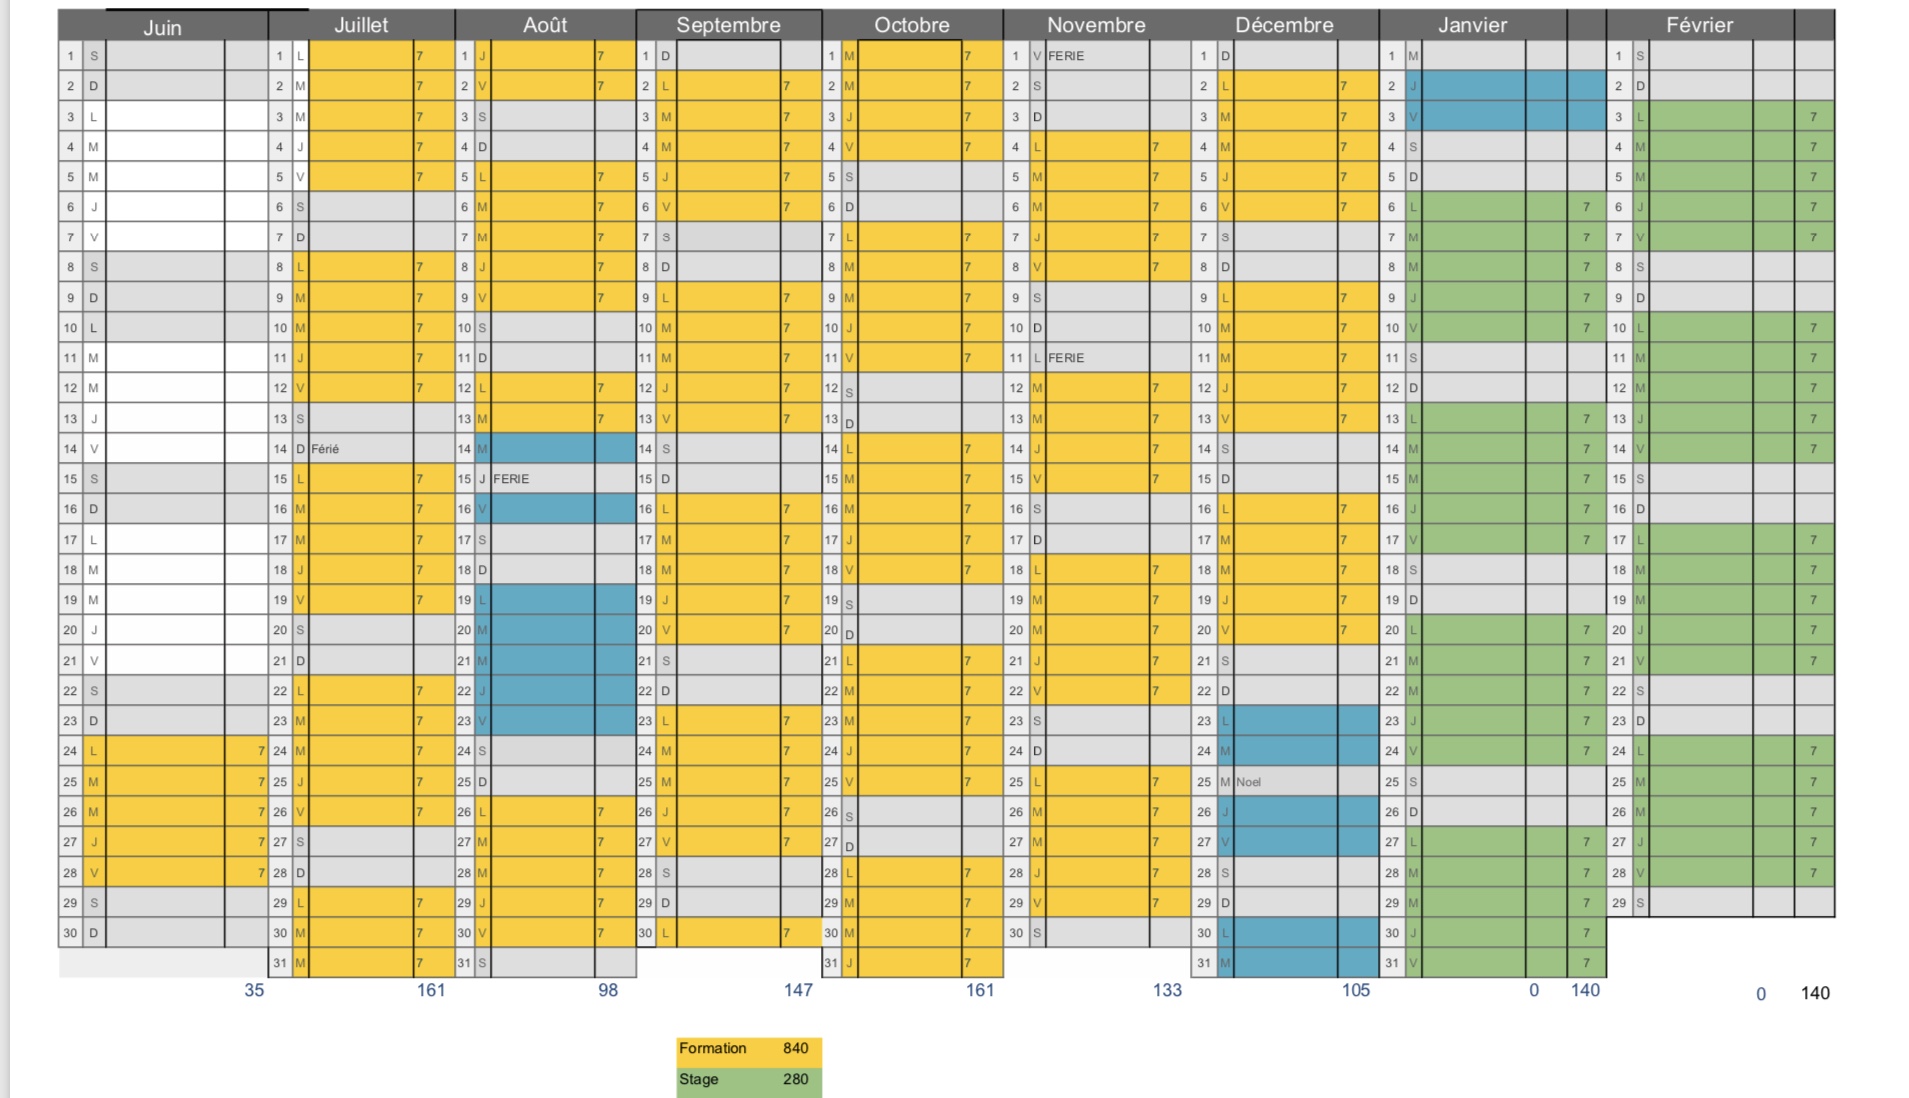 Juin Juillet Août Septembre Octobre Novembre Décembre Janvier Février
1 S 1 L 7 1 J 7 1 D 1 M 7 1 V FERIE 1 D 1 M 1 S
2 D 2 M 7 2 V 7 2 L 7 2 M 7 2 S 2 L 7 2 J 2 D
3 L 3 M 7 3 S 3 M 7 3 J 7 3 D 3 M 7 3 V 3 L 7
4 M 4 J 7 4 D 4 M 7 4 V 7 4 L 7 4 M 7 4 S 4 M 7
5 M 5 V 7 5 L 7 5 J 7 5 S 5 M 7 5 J 7 5 D 5 M 7
6 J 6 S 6 M 7 6 V 7 6 D 6 M 7 6 V 7 6 L 7 6 J 7
7 V 7 D 7 M 7 7 S 7 L 7 7 J 7 7 S 7 M 7 7 V 7
8 S 8 L 7 8 J 7 8 D 8 M 7 8 V 7 8 D 8 M 7 8 S
9 D 9 M 7 9 V 7 9 L 7 9 M 7 9 S 9 L 7 9 J 7 9 D
10 L 10 M 7 10 S 10 M 7 10 J 7 10 D 10 M 7 10 V 7 10 L 7
11 M 11 J 7 11 D 11 M 7 11 V 7 11 L FERIE 11 M 7 11 S 11 M 7
12 M 12 V 7 12 L 7 12 J 7 12 S 12 M 7 12 J 7 12 D 12 M 7
13 J 13 S 13 M 7 13 V 7 13 D 13 M 7 13 V 7 13 L 7 13 J 7
14 V 14 D Férié 14 M 14 S 14 L 7 14 J 7 14 S 14 M 7 14 V 7
15 S 15 L 7 15 J FERIE 15 D 15 M 7 15 V 7 15 D 15 M 7 15 S
16 D 16 M 7 16 V 16 L 7 16 M 7 16 S 16 L 7 16 J 7 16 D
17 L 17 M 7 17 S 17 M 7 17 J 7 17 D 17 M 7 17 V 7 17 L 7
18 M 18 J 7 18 D 18 M 7 18 V 7 18 L 7 18 M 7 18 S 18 M 7
19 M 19 V 7 19 L 19 J 7 19 S 19 M 7 19 J 7 19 D 19 M 7
20 J 20 S 20 M 20 V 7 20 D 20 M 7 20 V 7 20 L 7 20 J 7
21 V 21 D 21 M 21 S 21 L 7 21 J 7 21 S 21 M 7 21 V 7
22 S 22 L 7 22 J 22 D 22 M 7 22 V 7 22 D 22 M 7 22 S
23 D 23 M 7 23 V 23 L 7 23 M 7 23 S 23 L 23 J 7 23 D
24 L 7 24 M 7 24 S 24 M 7 24 J 7 24 D 24 M 24 V 7 24 L 7
25 M 7 25 J 7 25 D 25 M 7 25 V 7 25 L 7 25 M Noel 25 S 25 M 7
26 M 7 26 V 7 26 L 7 26 J 7 26 S 26 M 7 26 J 26 D 26 M 7
27 J 7 27 S 27 M 7 27 V 7 27 D 27 M 7 27 V 27 L 7 27 J 7
28 V 7 28 D 28 M 7 28 S 28 L 7 28 J 7 28 S 28 M 7 28 V 7
29 S 29 L 7 29 J 7 29 D 29 M 7 29 V 7 29 D 29 M 7 29 S
30 D 30 M 7 30 V 7 30 L 7 30 M 7 30 S 30 L 30 J 7
31 M 7 31 S 31 J 7 31 M 31 V 7
35 161 98 147 161 133 105 0 140 0 140
Formation 840
Stage 280